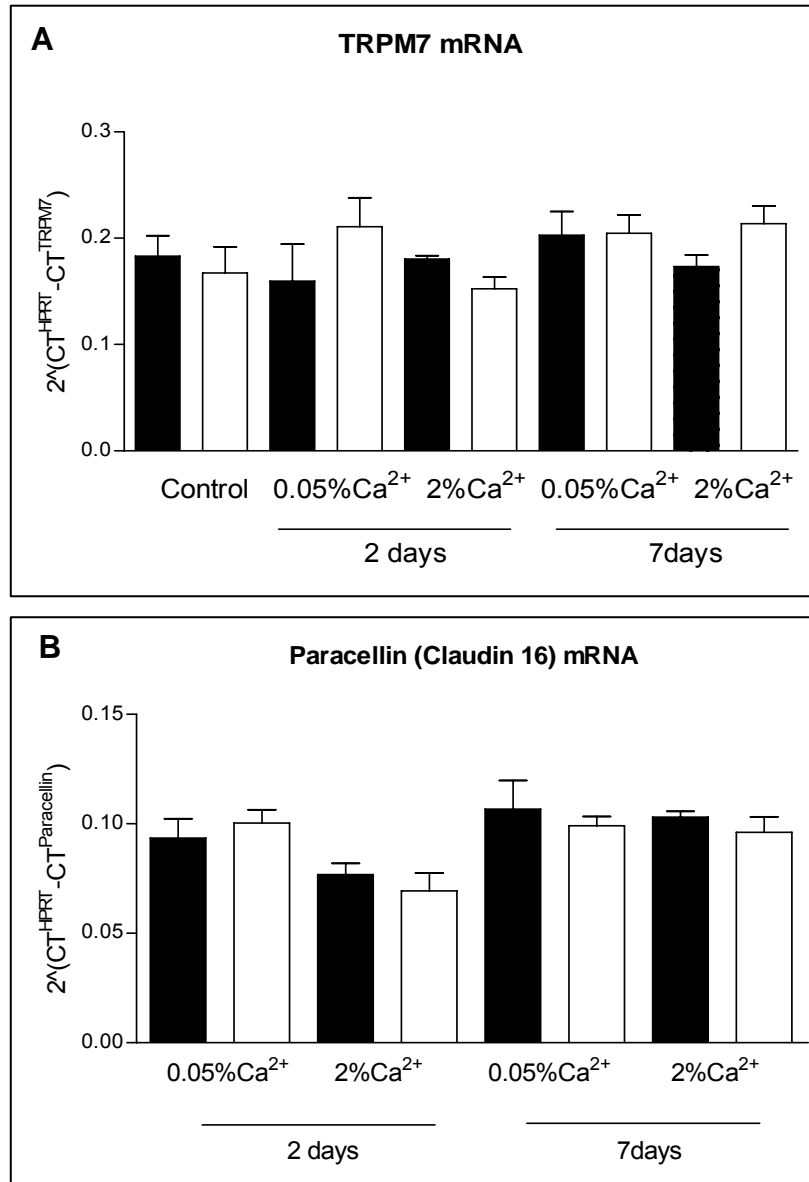 A
TRPM7 mRNA
2^(CT^HPRT-CT^TRPM7)
0.3
0.2
0.1
0.0
Control 0.05%Ca²⁺ 2%Ca²⁺ 0.05%Ca²⁺ 2%Ca²⁺
2 days 7days
B
Paracellin (Claudin 16) mRNA
2^(CT^HPRT-CT^Paracellin)
0.15
0.10
0.05
0.00
0.05%Ca²⁺ 2%Ca²⁺ 0.05%Ca²⁺ 2%Ca²⁺
2 days 7days